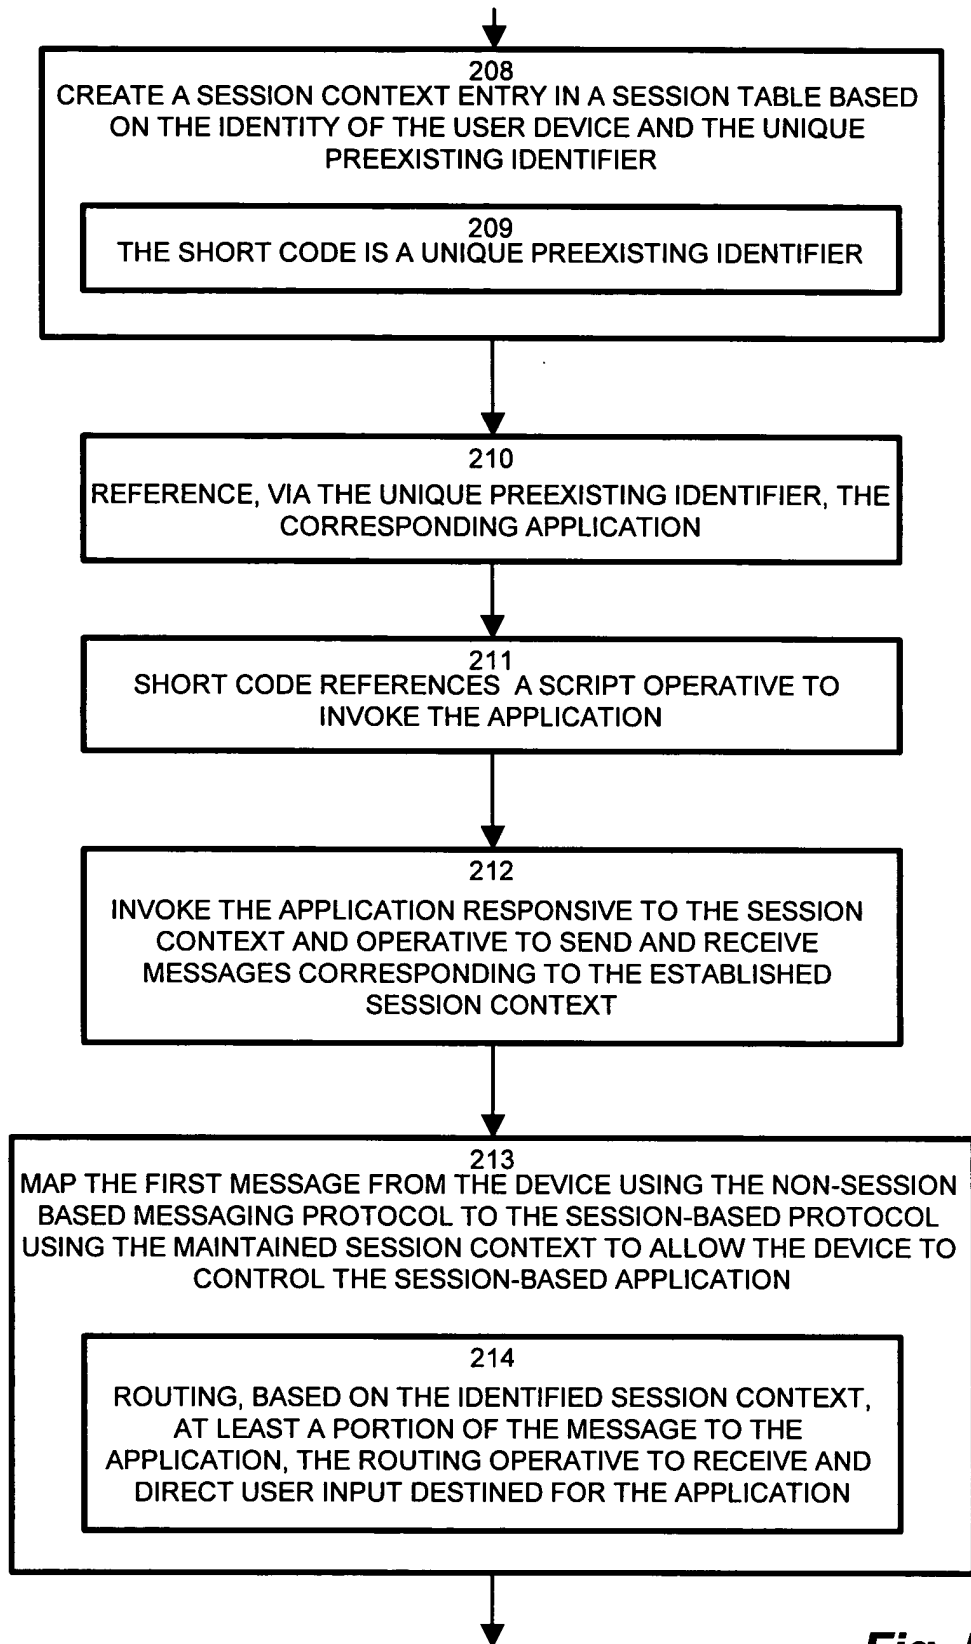 208
CREATE A SESSION CONTEXT ENTRY IN A SESSION TABLE BASED
ON THE IDENTITY OF THE USER DEVICE AND THE UNIQUE
PREEXISTING IDENTIFIER
209
THE SHORT CODE IS A UNIQUE PREEXISTING IDENTIFIER
210
REFERENCE, VIA THE UNIQUE PREEXISTING IDENTIFIER, THE
CORRESPONDING APPLICATION
211
SHORT CODE REFERENCES A SCRIPT OPERATIVE TO
INVOKE THE APPLICATION
212
INVOKE THE APPLICATION RESPONSIVE TO THE SESSION
CONTEXT AND OPERATIVE TO SEND AND RECEIVE
MESSAGES CORRESPONDING TO THE ESTABLISHED
SESSION CONTEXT
213
MAP THE FIRST MESSAGE FROM THE DEVICE USING THE NON-SESSION
BASED MESSAGING PROTOCOL TO THE SESSION-BASED PROTOCOL
USING THE MAINTAINED SESSION CONTEXT TO ALLOW THE DEVICE TO
CONTROL THE SESSION-BASED APPLICATION
214
ROUTING, BASED ON THE IDENTIFIED SESSION CONTEXT,
AT LEAST A PORTION OF THE MESSAGE TO THE
APPLICATION, THE ROUTING OPERATIVE TO RECEIVE AND
DIRECT USER INPUT DESTINED FOR THE APPLICATION
Fig.